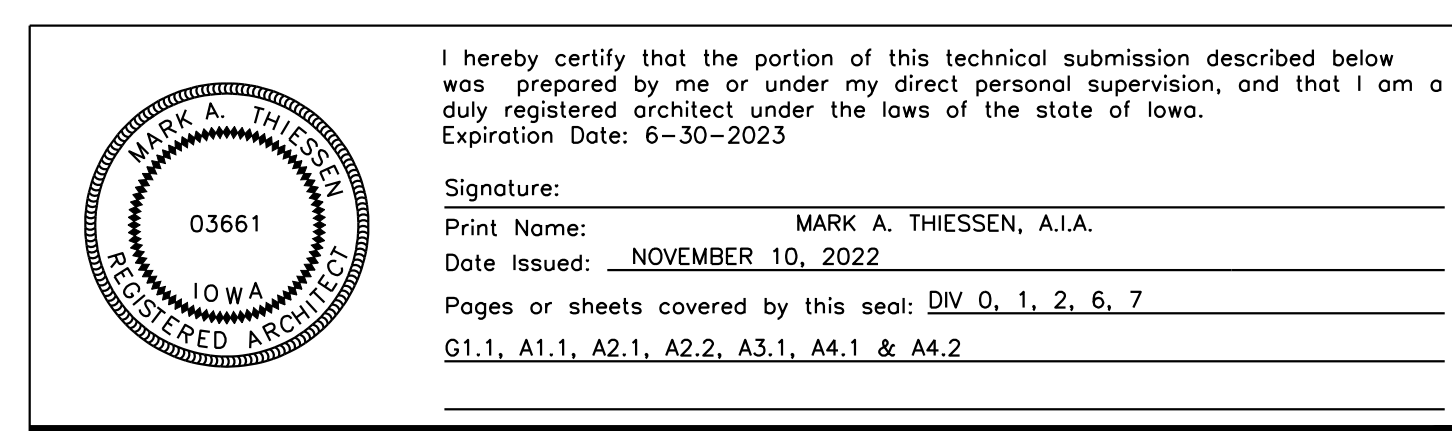 MARK A. THIESSEN
03661
IOWA
REGISTERED ARCHITECT
I hereby certify that the portion of this technical submission described below
was prepared by me or under my direct personal supervision, and that I am a
duly registered architect under the laws of the state of Iowa.
Expiration Date: 6-30-2023
Signature:
Print Name: MARK A. THIESSEN, A.I.A.
Date Issued: NOVEMBER 10, 2022
Pages or sheets covered by this seal: DIV 0, 1, 2, 6, 7
G1.1, A1.1, A2.1, A2.2, A3.1, A4.1 & A4.2